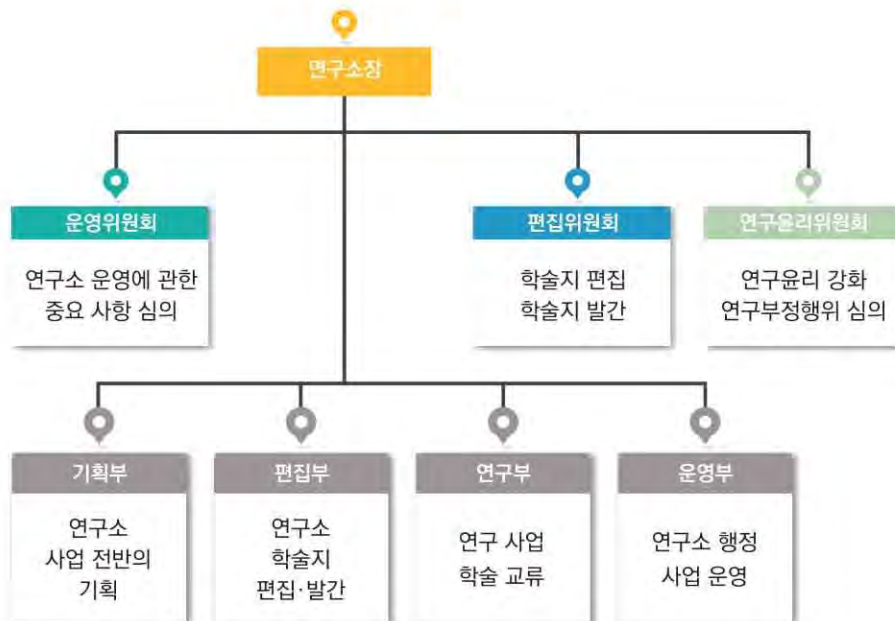 면구소장
운영위원회
편집위원회
연구윤리위원회
연구소 운영에 관한
중요 사항 심의
학술지 편집
학술지 발간
연구윤리 강화
연구부정행위 심의
기획부
편집부
연구부
운영부
연구소
사업 전반의
기획
연구소
학술지
편집·발간
연구 사업
학술 교류
연구소 행정
사업 운영